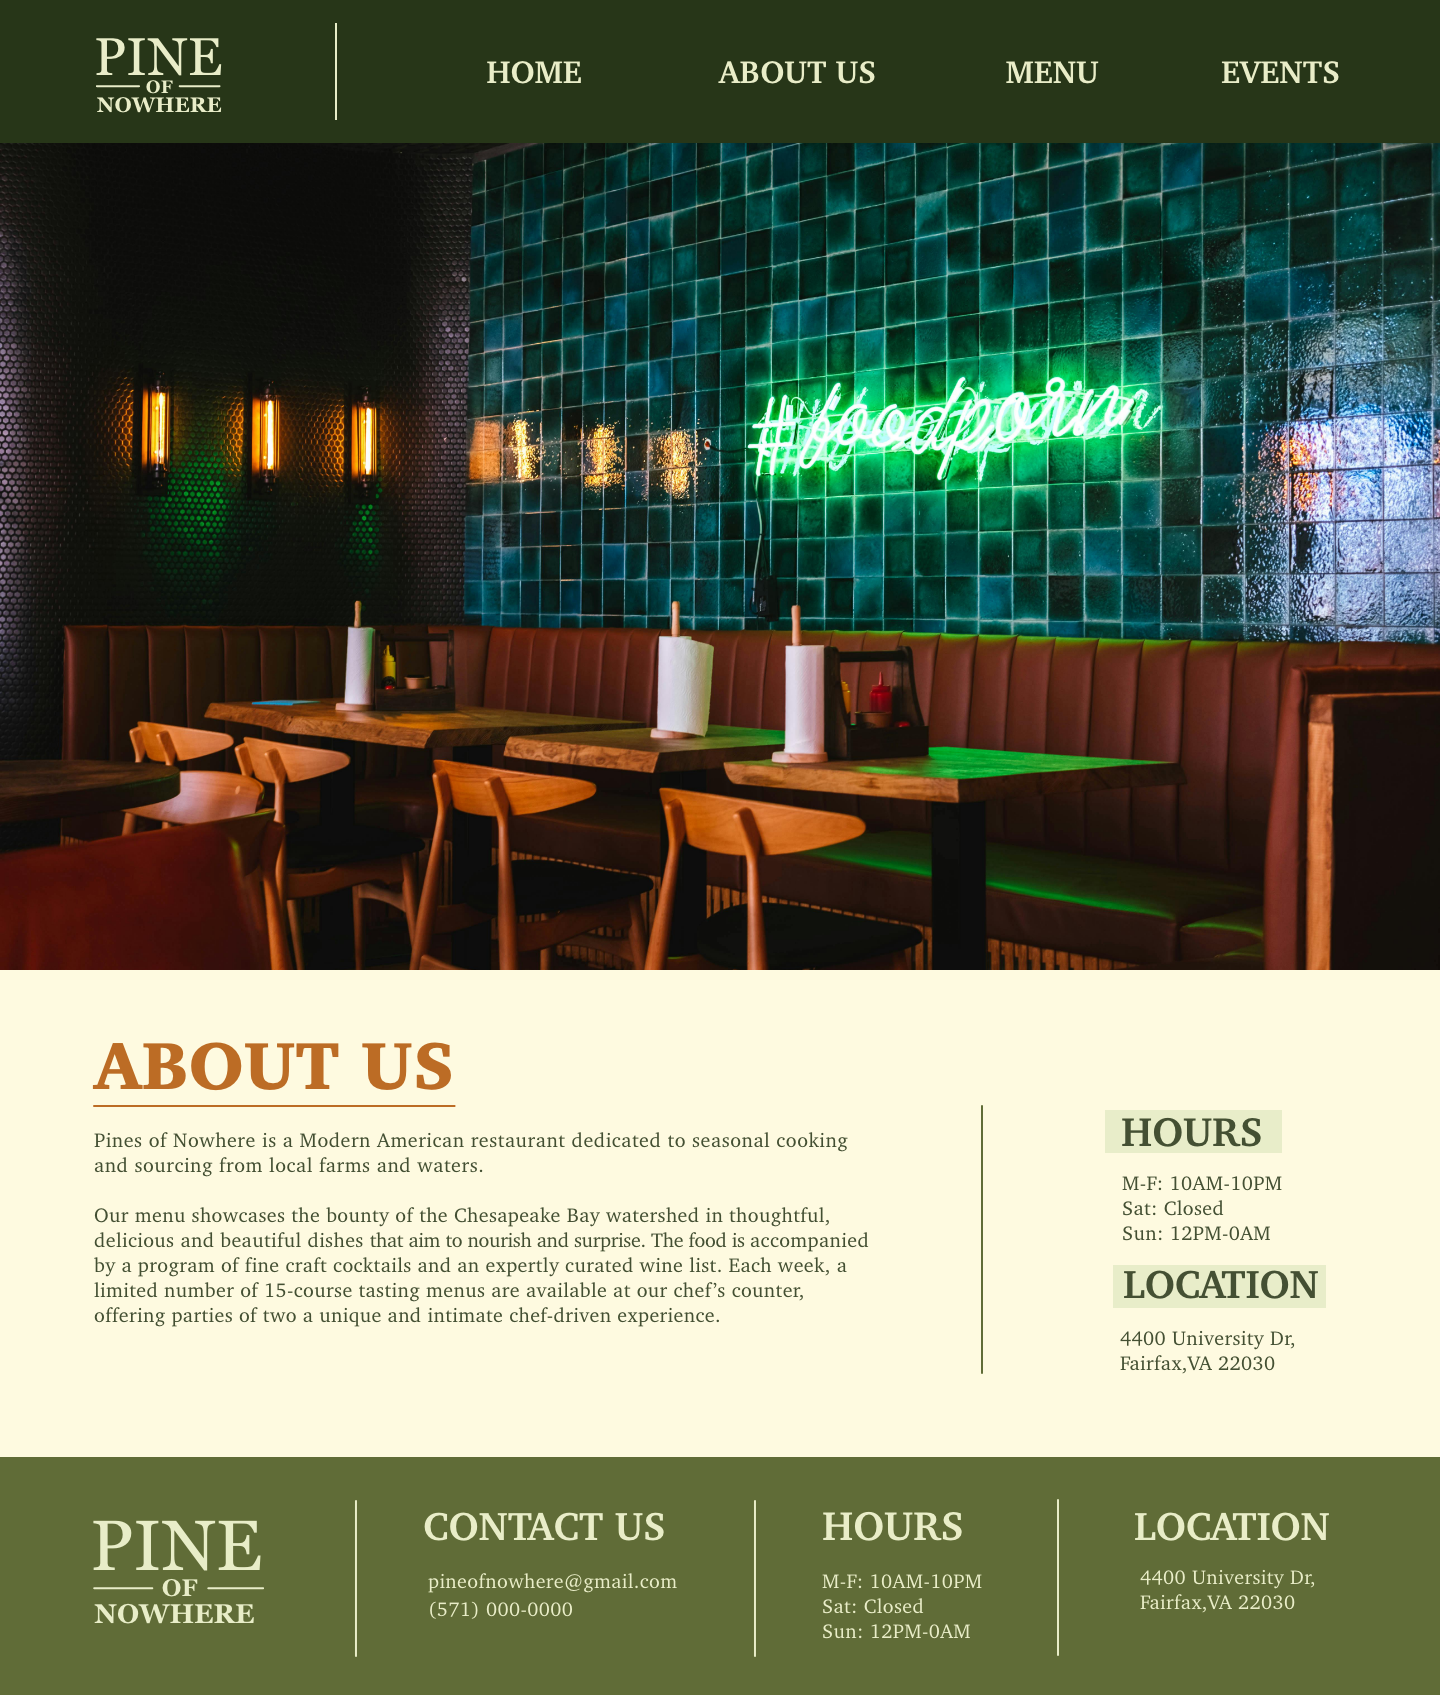 PINE
OF
NOWHERE
HOME
ABOUT US
MENU
EVENTS
#foodporn
ABOUT US
Pines of Nowhere is a Modern American restaurant dedicated to seasonal cooking
and sourcing from local farms and waters.
Our menu showcases the bounty of the Chesapeake Bay watershed in thoughtful,
delicious and beautiful dishes that aim to nourish and surprise. The food is accompanied
by a program of fine craft cocktails and an expertly curated wine list. Each week, a
limited number of 15-course tasting menus are available at our chef’s counter,
offering parties of two a unique and intimate chef-driven experience.
HOURS
M-F: 10AM-10PM
Sat: Closed
Sun: 12PM-0AM
LOCATION
4400 University Dr,
Fairfax,VA 22030
PINE
OF
NOWHERE
CONTACT US
pineofnowhere@gmail.com
(571) 000-0000
HOURS
M-F: 10AM-10PM
Sat: Closed
Sun: 12PM-0AM
LOCATION
4400 University Dr,
Fairfax,VA 22030